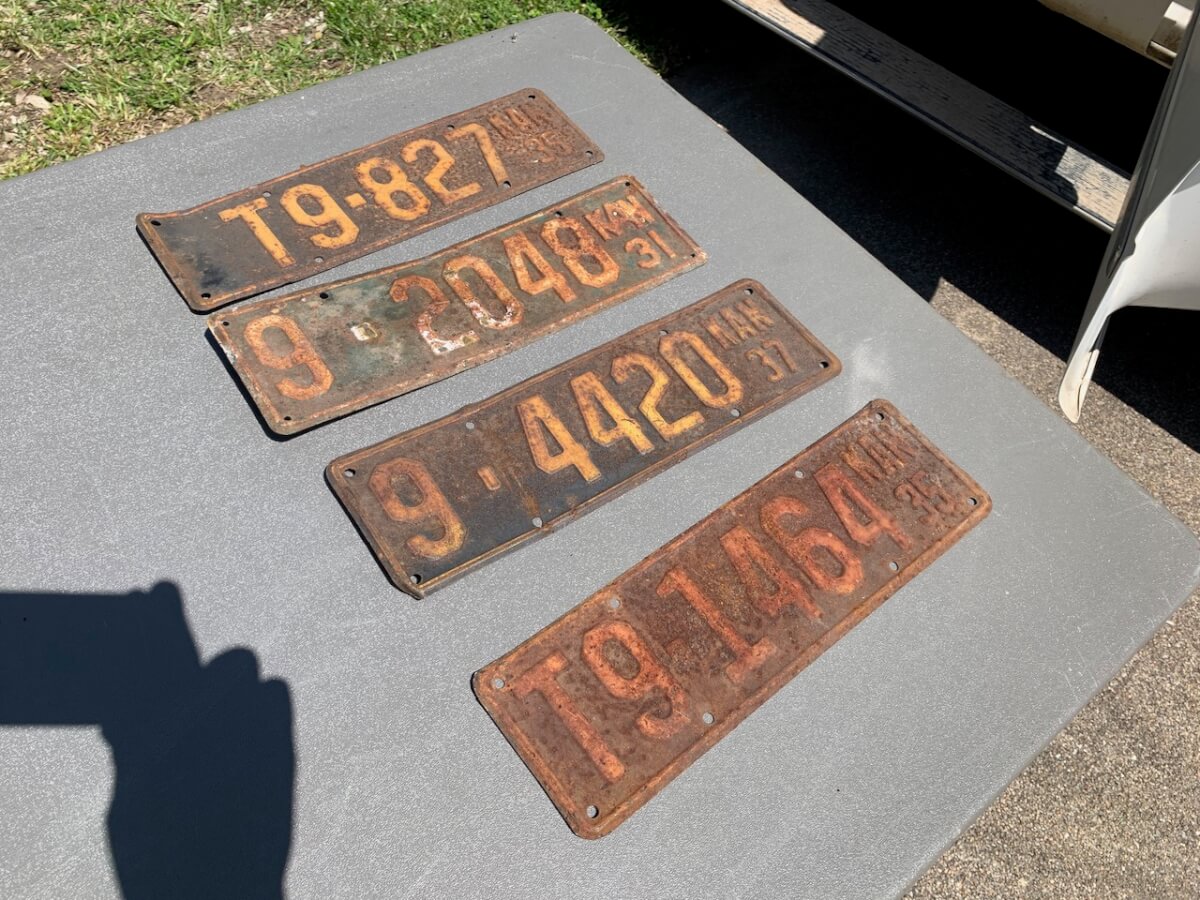 T9-827 KAN
35
9-2048 KAN
31
9-4420 KAN
37
T9-1464 KAN
35